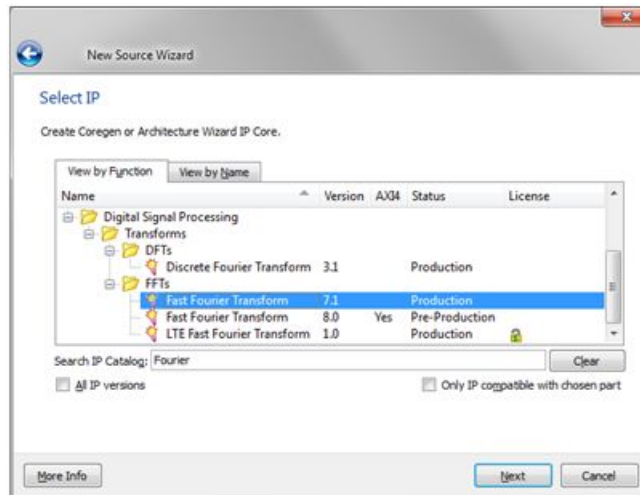 New Source Wizard
Select IP
Create Coregen or Architecture Wizard IP Core.
View by Function View by Name
Name Version AXI4 Status License
Digital Signal Processing
Transforms
DFTs
Discrete Fourier Transform 3.1 Production
FFTs
Fast Fourier Transform 7.1 Production
Fast Fourier Transform 8.0 Yes Pre-Production
LTE Fast Fourier Transform 1.0 Production
Search IP Catalog: Fourier Clear
All IP versions Only IP compatible with chosen part
More Info Next Cancel